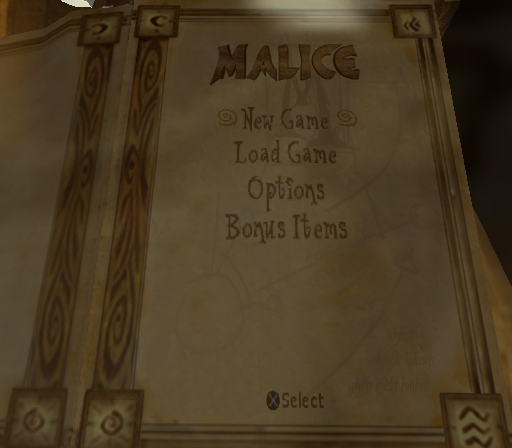 MALICE
New Game
Load Game
Options
Bonus Items
X Select